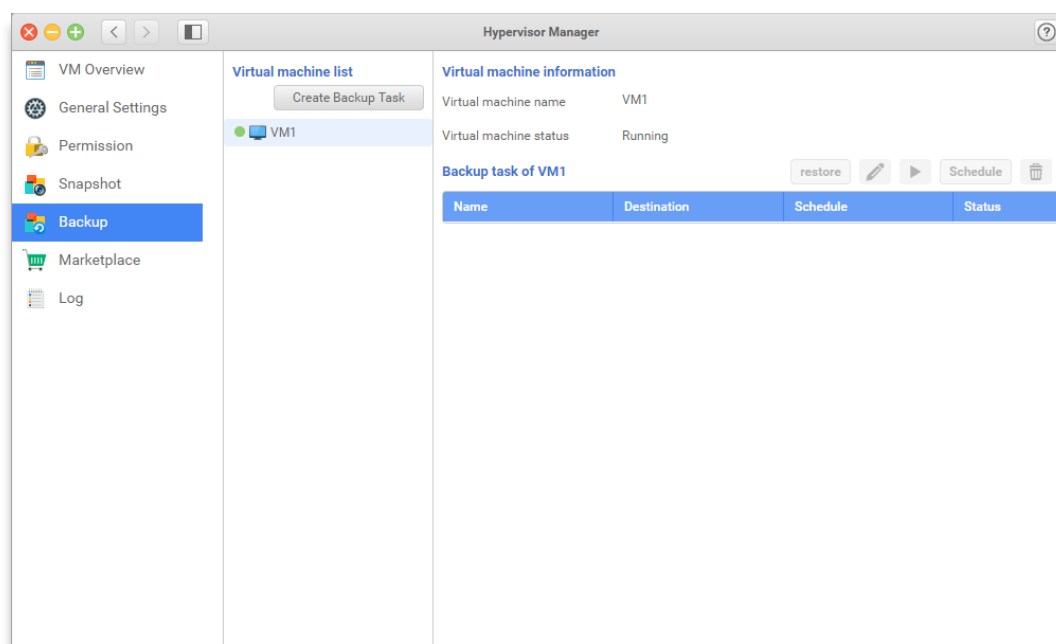 Hypervisor Manager
VM Overview
General Settings
Permission
Snapshot
Backup
Marketplace
Log
Virtual machine list
Create Backup Task
VM1
Virtual machine information
Virtual machine name VM1
Virtual machine status Running
Backup task of VM1 restore Schedule
Name Destination Schedule Status